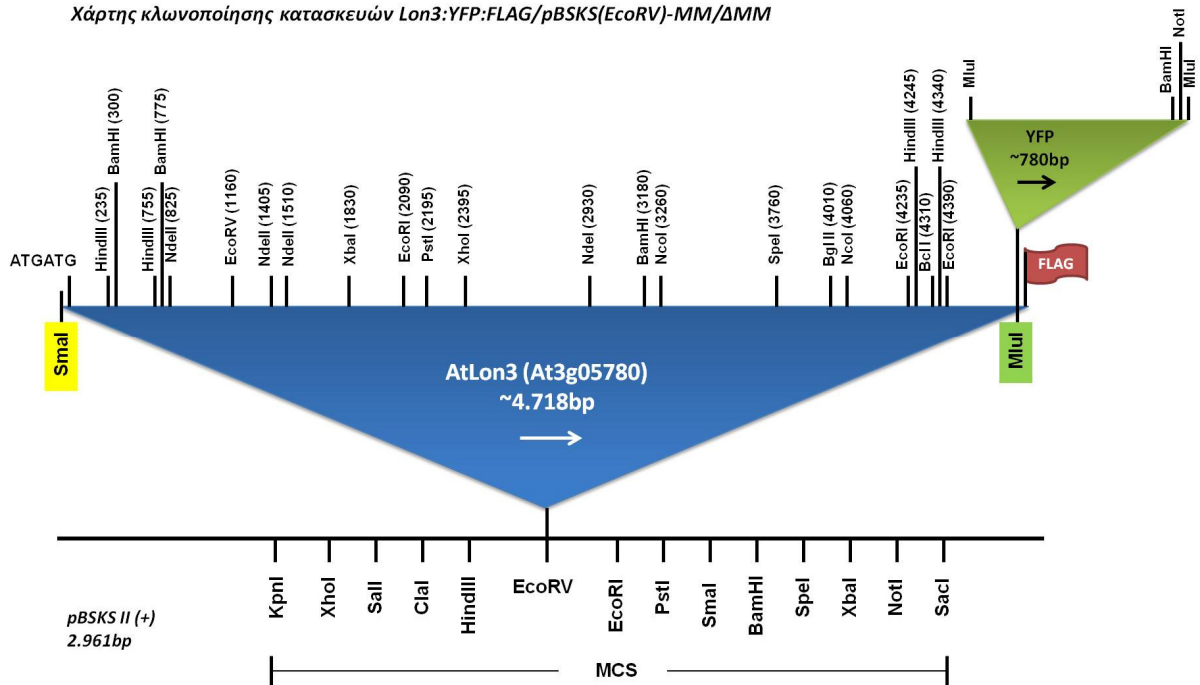 Χάρτης κλωνοποίησης κατασκευών Lon3:YFP:FLAG/pBSKS(EcoRV)-MM/ΔMM
ATGATG
HindIII (235)
BamHI (300)
HindIII (755)
BamHI (775)
NdeII (825)
EcoRV (1160)
NdeII (1405)
NdeII (1510)
XbaI (1830)
EcoRI (2090)
PstI (2195)
XhoI (2395)
NdeI (2930)
BamHI (3180)
NcoI (3260)
SpeI (3760)
BgIII (4010)
NcoI (4060)
EcoRI (4235)
HindIII (4245)
Bcl I (4310)
HindIII (4340)
EcoRI (4390)
MluI
BamHI
NotI
MluI
YFP
~780bp
FLAG
SmaI
MluI
AtLon3 (At3g05780)
~4.718bp
KpnI
XhoI
SalI
ClaI
HindIII
EcoRV
EcoRI
PstI
SmaI
BamHI
SpeI
XbaI
NotI
SacI
pBSKS II (+)
2.961bp
MCS